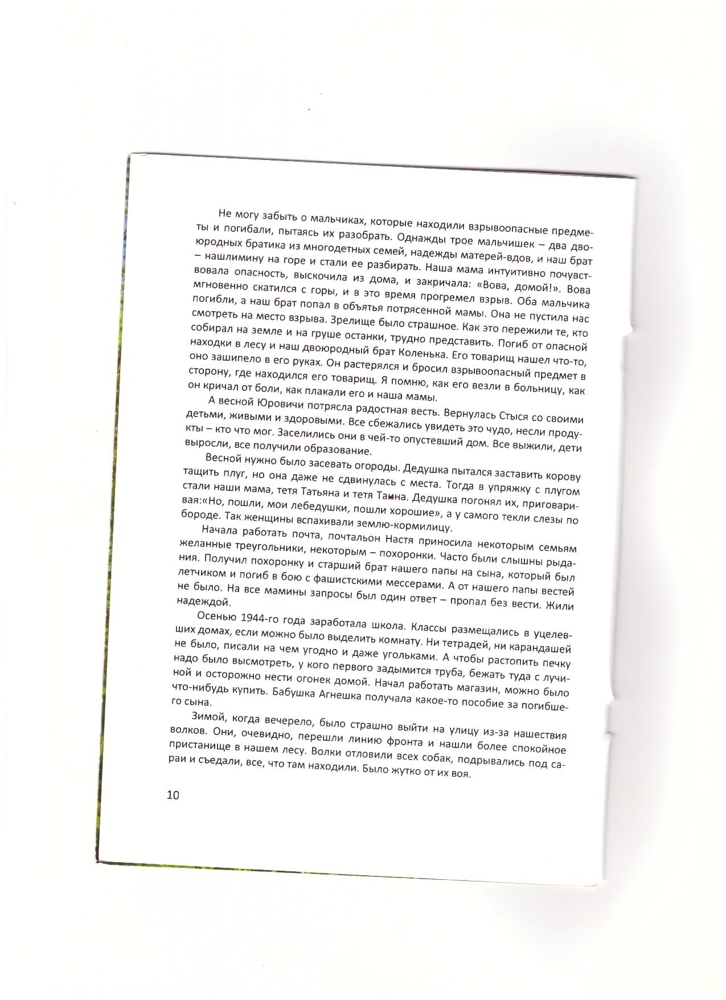 Не могу забыть о мальчиках, которые находили взрывоопасные предме-
ты и погибали, пытаясь их разобрать. Однажды трое мальчишек – два дво-
юродных братика из многодетных семей, надежды матерей-вдов, и наш брат
– нашлимину на горе и стали ее разбирать. Наша мама интуитивно почувст-
вовала опасность, выскочила из дома, и закричала: «Вова, домой!». Вова
мгновенно скатился с горы, и в это время прогремел взрыв. Оба мальчика
погибли, а наш брат попал в объятья потрясенной мамы. Она не пустила нас
смотреть на место взрыва. Зрелище было страшное. Как это пережили те, кто
собирал на земле и на груше останки, трудно представить. Погиб от опасной
находки в лесу и наш двоюродный брат Коленька. Его товарищ нашел что-то,
оно зашипело в его руках. Он растерялся и бросил взрывоопасный предмет в
сторону, где находился его товарищ. Я помню, как его везли в больницу, как
он кричал от боли, как плакали его и наша мамы.
А весной Юровичи потрясла радостная весть. Вернулась Стыся со своими
детьми, живыми и здоровыми. Все сбежались увидеть это чудо, несли проду-
кты – кто что мог. Заселились они в чей-то опустевший дом. Все выжили, дети
выросли, все получили образование.
Весной нужно было засевать огороды. Дедушка пытался заставить корову
тащить плуг, но она даже не сдвинулась с места. Тогда в упряжку с плугом
стали наши мама, тетя Татьяна и тетя Таина. Дедушка погонял их, приговари-
вая:«Но, пошли, мои лебедушки, пошли хорошие», а у самого текли слезы по
бороде. Так женщины вспахивали землю-кормилицу.
Начала работать почта, почтальон Настя приносила некоторым семьям
желанные треугольники, некоторым – похоронки. Часто были слышны рыда-
ния. Получил похоронку и старший брат нашего папы на сына, который был
летчиком и погиб в бою с фашистскими мессерами. А от нашего папы вестей
не было. На все мамины запросы был один ответ – пропал без вести. Жили
надеждой.
Осенью 1944-го года заработала школа. Классы размещались в уцелев-
ших домах, если можно было выделить комнату. Ни тетрадей, ни карандашей
не было, писали на чем угодно и даже угольками. А чтобы растопить печку
надо было высмотреть, у кого первого задымится труба, бежать туда с лучи-
ной и осторожно нести огонек домой. Начал работать магазин, можно было
что-нибудь купить. Бабушка Агнешка получала какое-то пособие за погибше-
го сына.
Зимой, когда вечерело, было страшно выйти на улицу из-за нашествия
волков. Они, очевидно, перешли линию фронта и нашли более спокойное
пристанище в нашем лесу. Волки отловили всех собак, подрывались под са-
раи и съедали, все, что там находили. Было жутко от их воя.
10